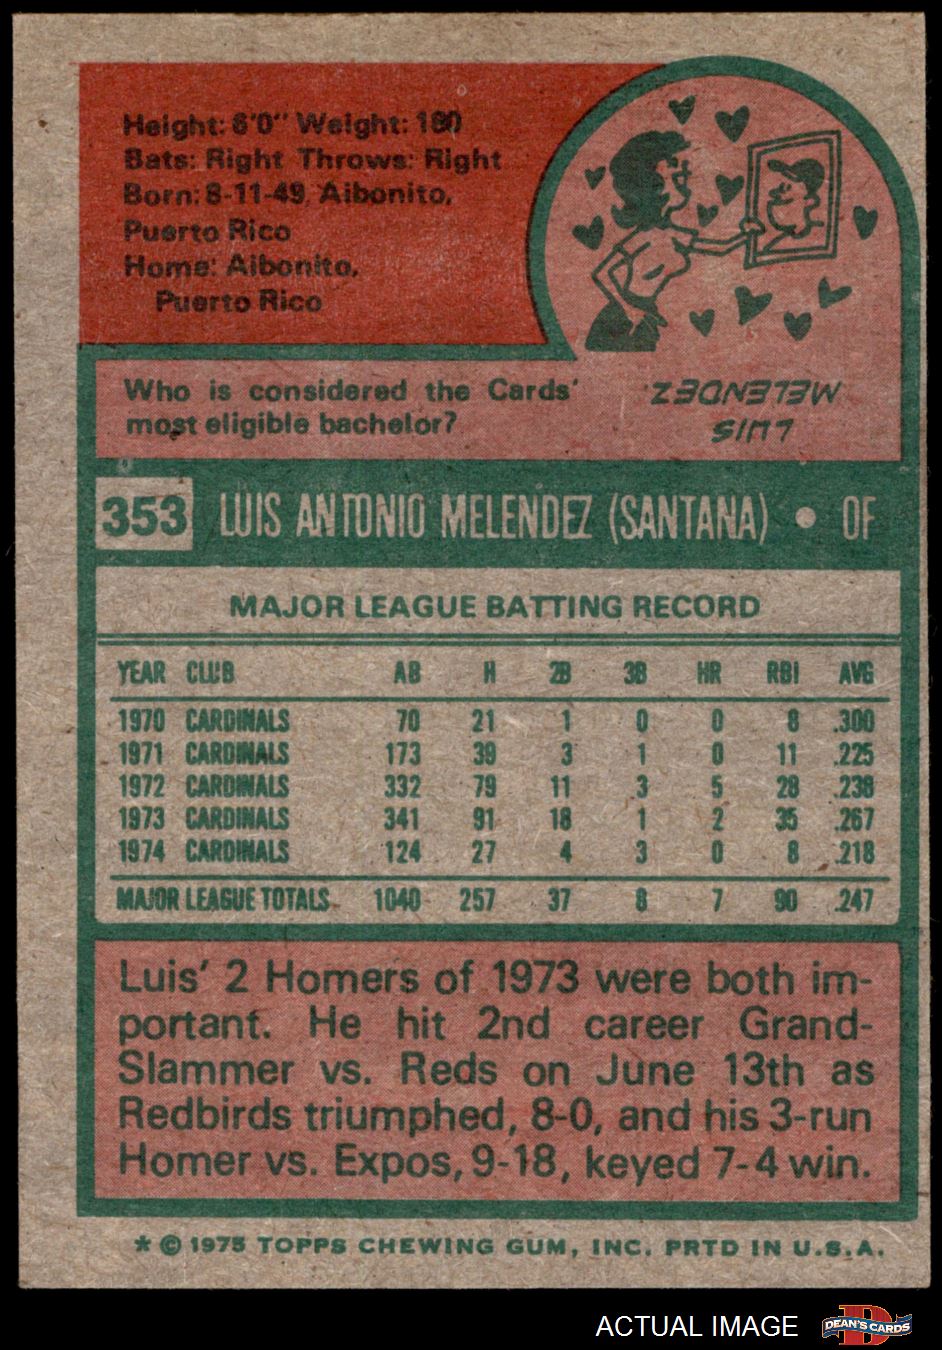 Height: 6'0" Weight: 180
Bats: Right Throws: Right
Born: 8-11-49, Aibonito,
Puerto Rico
Home: Aibonito,
Puerto Rico
Who is considered the Cards'
most eligible bachelor?
LUIS
MELENDEZ
353 LUIS ANTONIO MELENDEZ (SANTANA) • OF
MAJOR LEAGUE BATTING RECORD
YEAR CLUB AB H 2B 3B HR RBI AVG
1970 CARDINALS 70 21 1 0 0 8 .300
1971 CARDINALS 173 39 3 1 0 11 .225
1972 CARDINALS 332 79 11 3 5 28 .238
1973 CARDINALS 341 91 18 1 2 35 .267
1974 CARDINALS 124 27 4 3 0 8 .218
MAJOR LEAGUE TOTALS 1040 257 37 8 7 90 .247
Luis' 2 Homers of 1973 were both im-
portant. He hit 2nd career Grand-
Slammer vs. Reds on June 13th as
Redbirds triumphed, 8-0, and his 3-run
Homer vs. Expos, 9-18, keyed 7-4 win.
* © 1975 TOPPS CHEWING GUM, INC. PRTD IN U.S.A.
ACTUAL IMAGE
D
DEAN'S CARDS